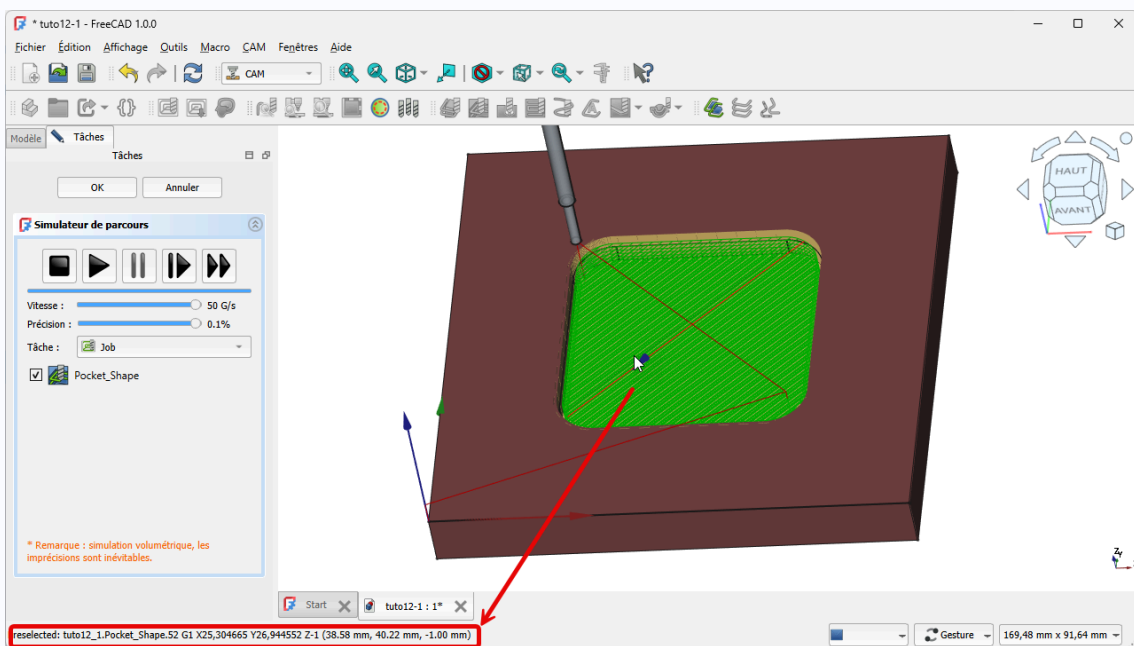 * tuto12-1 - FreeCAD 1.0.0
Fichier Édition Affichage Outils Macro CAM Fenêtres Aide
CAM
Modèle Tâches
Tâches
OK Annuler
Simulateur de parcours
Vitesse : 50 G/s
Précision : 0.1%
Tâche : Job
Pocket_Shape
* Remarque : simulation volumétrique, les
imprécisions sont inévitables.
HAUT
AVANT
Start tuto12-1 : 1*
reselected: tuto12_1.Pocket_Shape.52 G1 X25,304665 Y26,944552 Z-1 (38.58 mm, 40.22 mm, -1.00 mm)
Gesture 169,48 mm x 91,64 mm